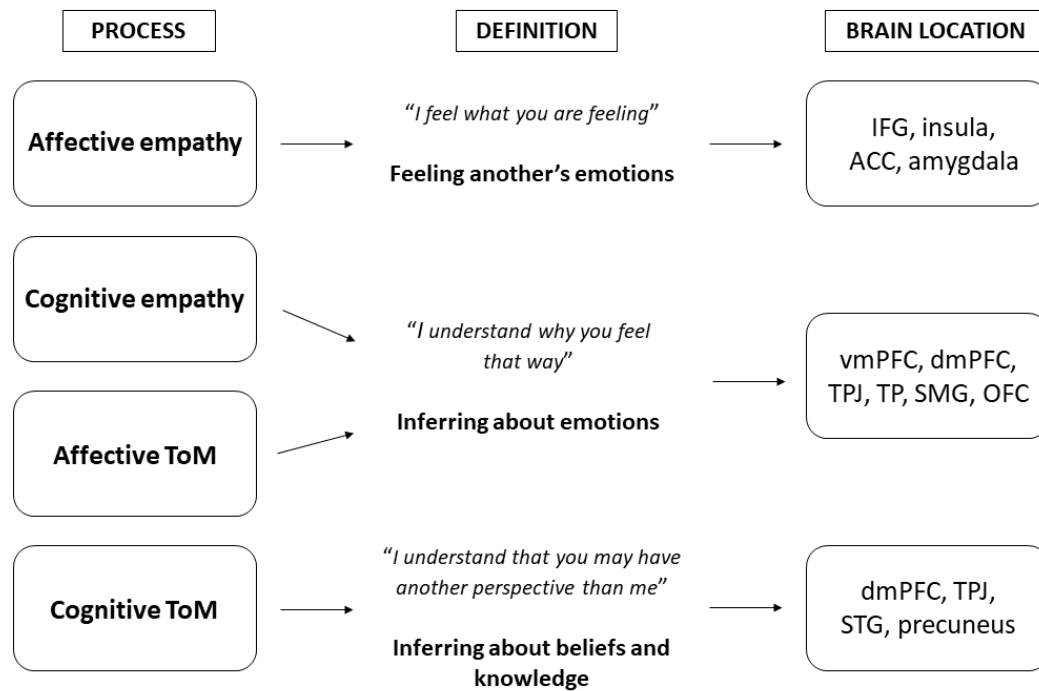 PROCESS
DEFINITION
BRAIN LOCATION
Affective empathy
“I feel what you are feeling”
Feeling another’s emotions
IFG, insula,
ACC, amygdala
Cognitive empathy
Affective ToM
“I understand why you feel
that way”
Inferring about emotions
vmPFC, dmPFC,
TPJ, TP, SMG, OFC
Cognitive ToM
“I understand that you may have
another perspective than me”
Inferring about beliefs and
knowledge
dmPFC, TPJ,
STG, precuneus